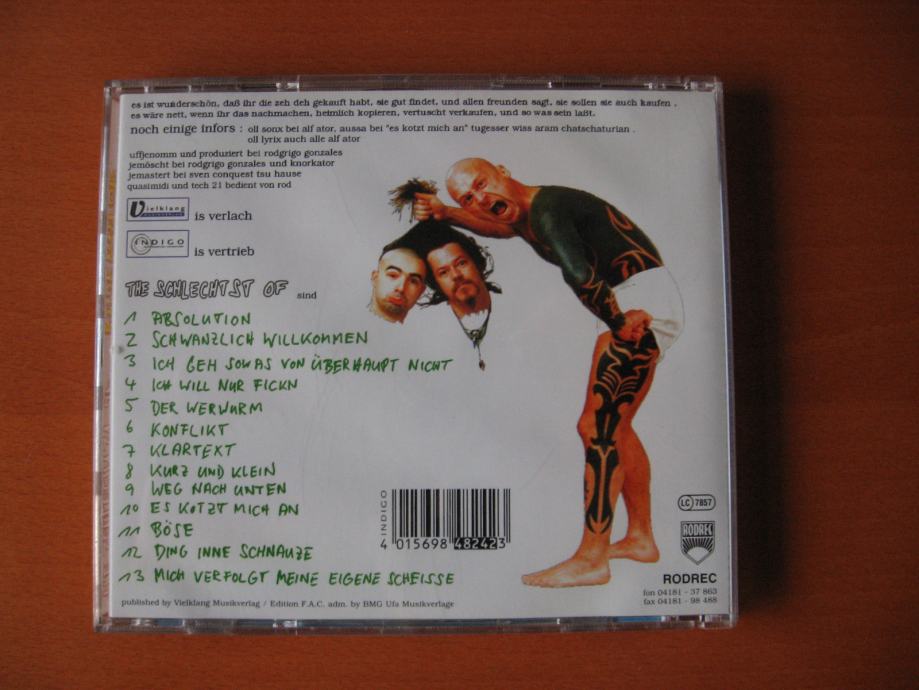 es ist wunderschön, daß ihr die zeh deh gekauft habt, sie gut findet, und allen freunden sagt, sie sollen sie auch kaufen .
es wäre nett, wenn ihr das nachmachen, heimlich kopieren, vertuscht verkaufen, und so was sein laßt.
noch einige infors : oll sonx bei alf ator, aussa bei "es kotzt mich an" tugesser wiss aram chatschaturian .
oll lyrix auch alle alf ator
uffjenomm und produziert bei rodgrigo gonzales
jemöscht bei rodgrigo gonzales und knorkator
jemastert bei sven conquest tsu hause
quasimidi und tech 21 bedient von rod
Vielklang is verlach
INDIGO is vertrieb
THE SCHLECHTST OF sind
1 ABSOLUTION
2 SCHWANZLICH WILLKOMMEN
3 ICH GEH SOWAS VON ÜBERHAUPT NICHT
4 ICH WILL NUR FICKN
5 DER WERWURM
6 KONFLIKT
7 KLARTEXT
8 KURZ UND KLEIN
9 WEG NACH UNTEN
10 ES KOTZT MICH AN
11 BÖSE
12 DING INNE SCHNAUZE
13 MICH VERFOLGT MEINE EIGENE SCHEISSE
INDIGO
4 015698 482423
LC 7857
RODREC
RODREC
fon 04181 - 37 863
fax 04181 - 98 488
published by Vielklang Musikverlag / Edition F.A.C. adm. by BMG Ufa Musikverlage